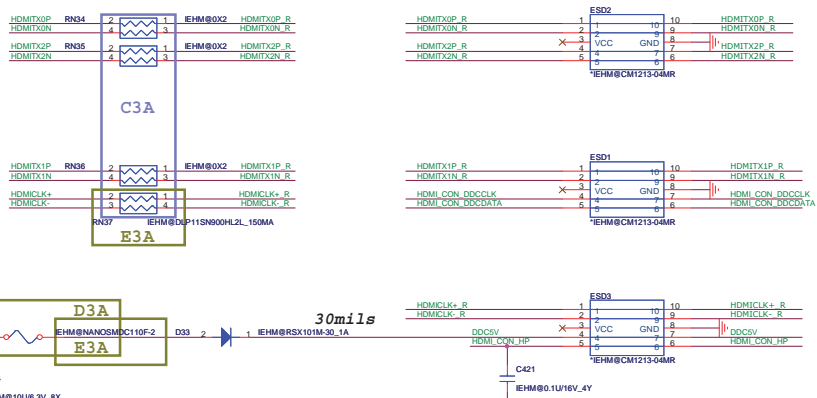 HDMITX0P RN34 2 1 IEHM@0X2 HDMITX0P_R
HDMITX0N 4 3 HDMITX0N_R
HDMITX2P RN35 2 1 IEHM@0X2 HDMITX2P_R
HDMITX2N 4 3 HDMITX2N_R
C3A
HDMITX1P RN36 2 1 IEHM@0X2 HDMITX1P_R
HDMITX1N 4 3 HDMITX1N_R
HDMICLK+ 2 1 HDMICLK+_R
HDMICLK- 3 4 HDMICLK-_R
RN37 IEHM@DLP11SN900HL2L_150MA
E3A
ESD2
HDMITX0P_R 1 1 10 10 HDMITX0P_R
HDMITX0N_R 2 2 9 9 HDMITX0N_R
3 VCC GND 8
HDMITX2P_R 4 4 7 7 HDMITX2P_R
HDMITX2N_R 5 5 6 6 HDMITX2N_R
*IEHM@CM1213-04MR
ESD1
HDMITX1P_R 1 1 10 10 HDMITX1P_R
HDMITX1N_R 2 2 9 9 HDMITX1N_R
3 VCC GND 8
HDMI_CON_DDCCLK 4 4 7 7 HDMI_CON_DDCCLK
HDMI_CON_DDCDATA 5 5 6 6 HDMI_CON_DDCDATA
*IEHM@CM1213-04MR
ESD3
HDMICLK+_R 1 1 10 10 HDMICLK+_R
HDMICLK-_R 2 2 9 9 HDMICLK-_R
3 VCC GND 8
DDC5V 4 4 7 7 DDC5V
HDMI_CON_HP 5 5 6 6 HDMI_CON_HP
*IEHM@CM1213-04MR
D3A
IEHM@NANOSMDC110F-2 D33 2 1 IEHM@RSX101M-30_1A
30mils
E3A
C421
IEHM@0.1U/16V_4Y
M@10U/6.3V_8X